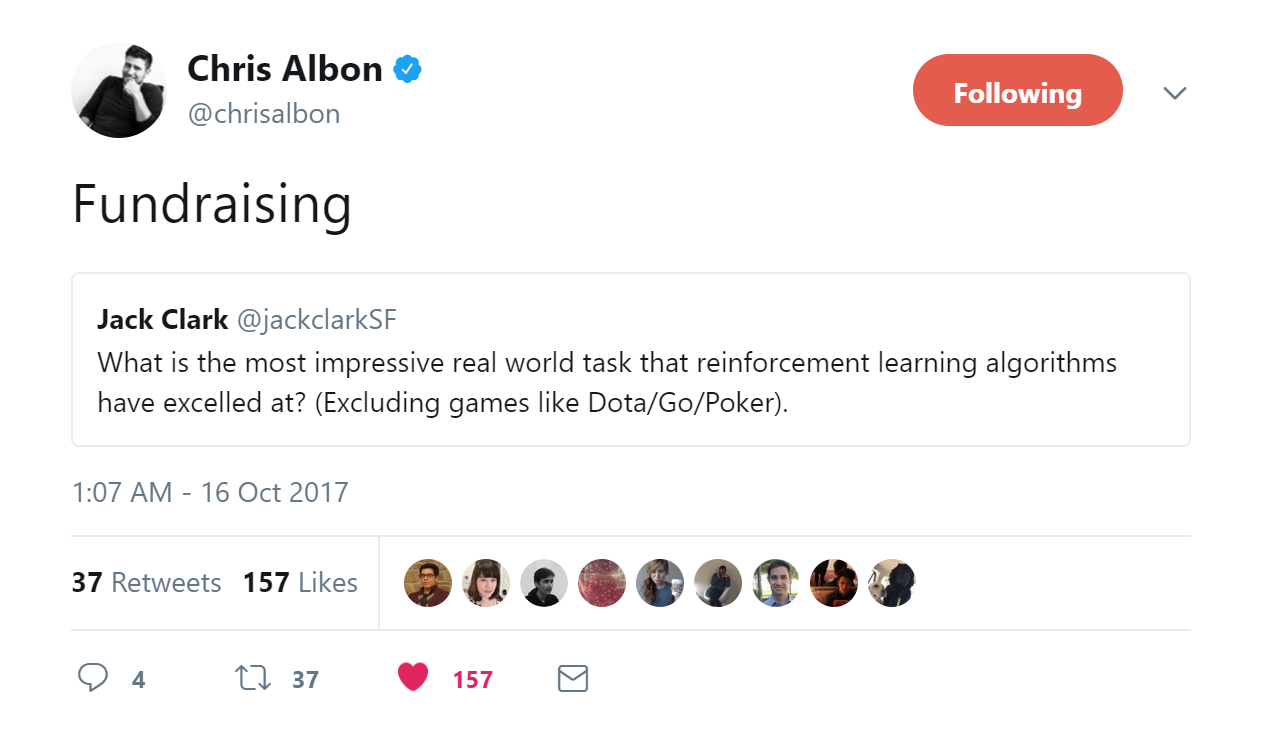 Chris Albon
@chrisalbon
Following
Fundraising
Jack Clark @jackclarkSF
What is the most impressive real world task that reinforcement learning algorithms
have excelled at? (Excluding games like Dota/Go/Poker).
1:07 AM - 16 Oct 2017
37 Retweets 157 Likes
4 37 157